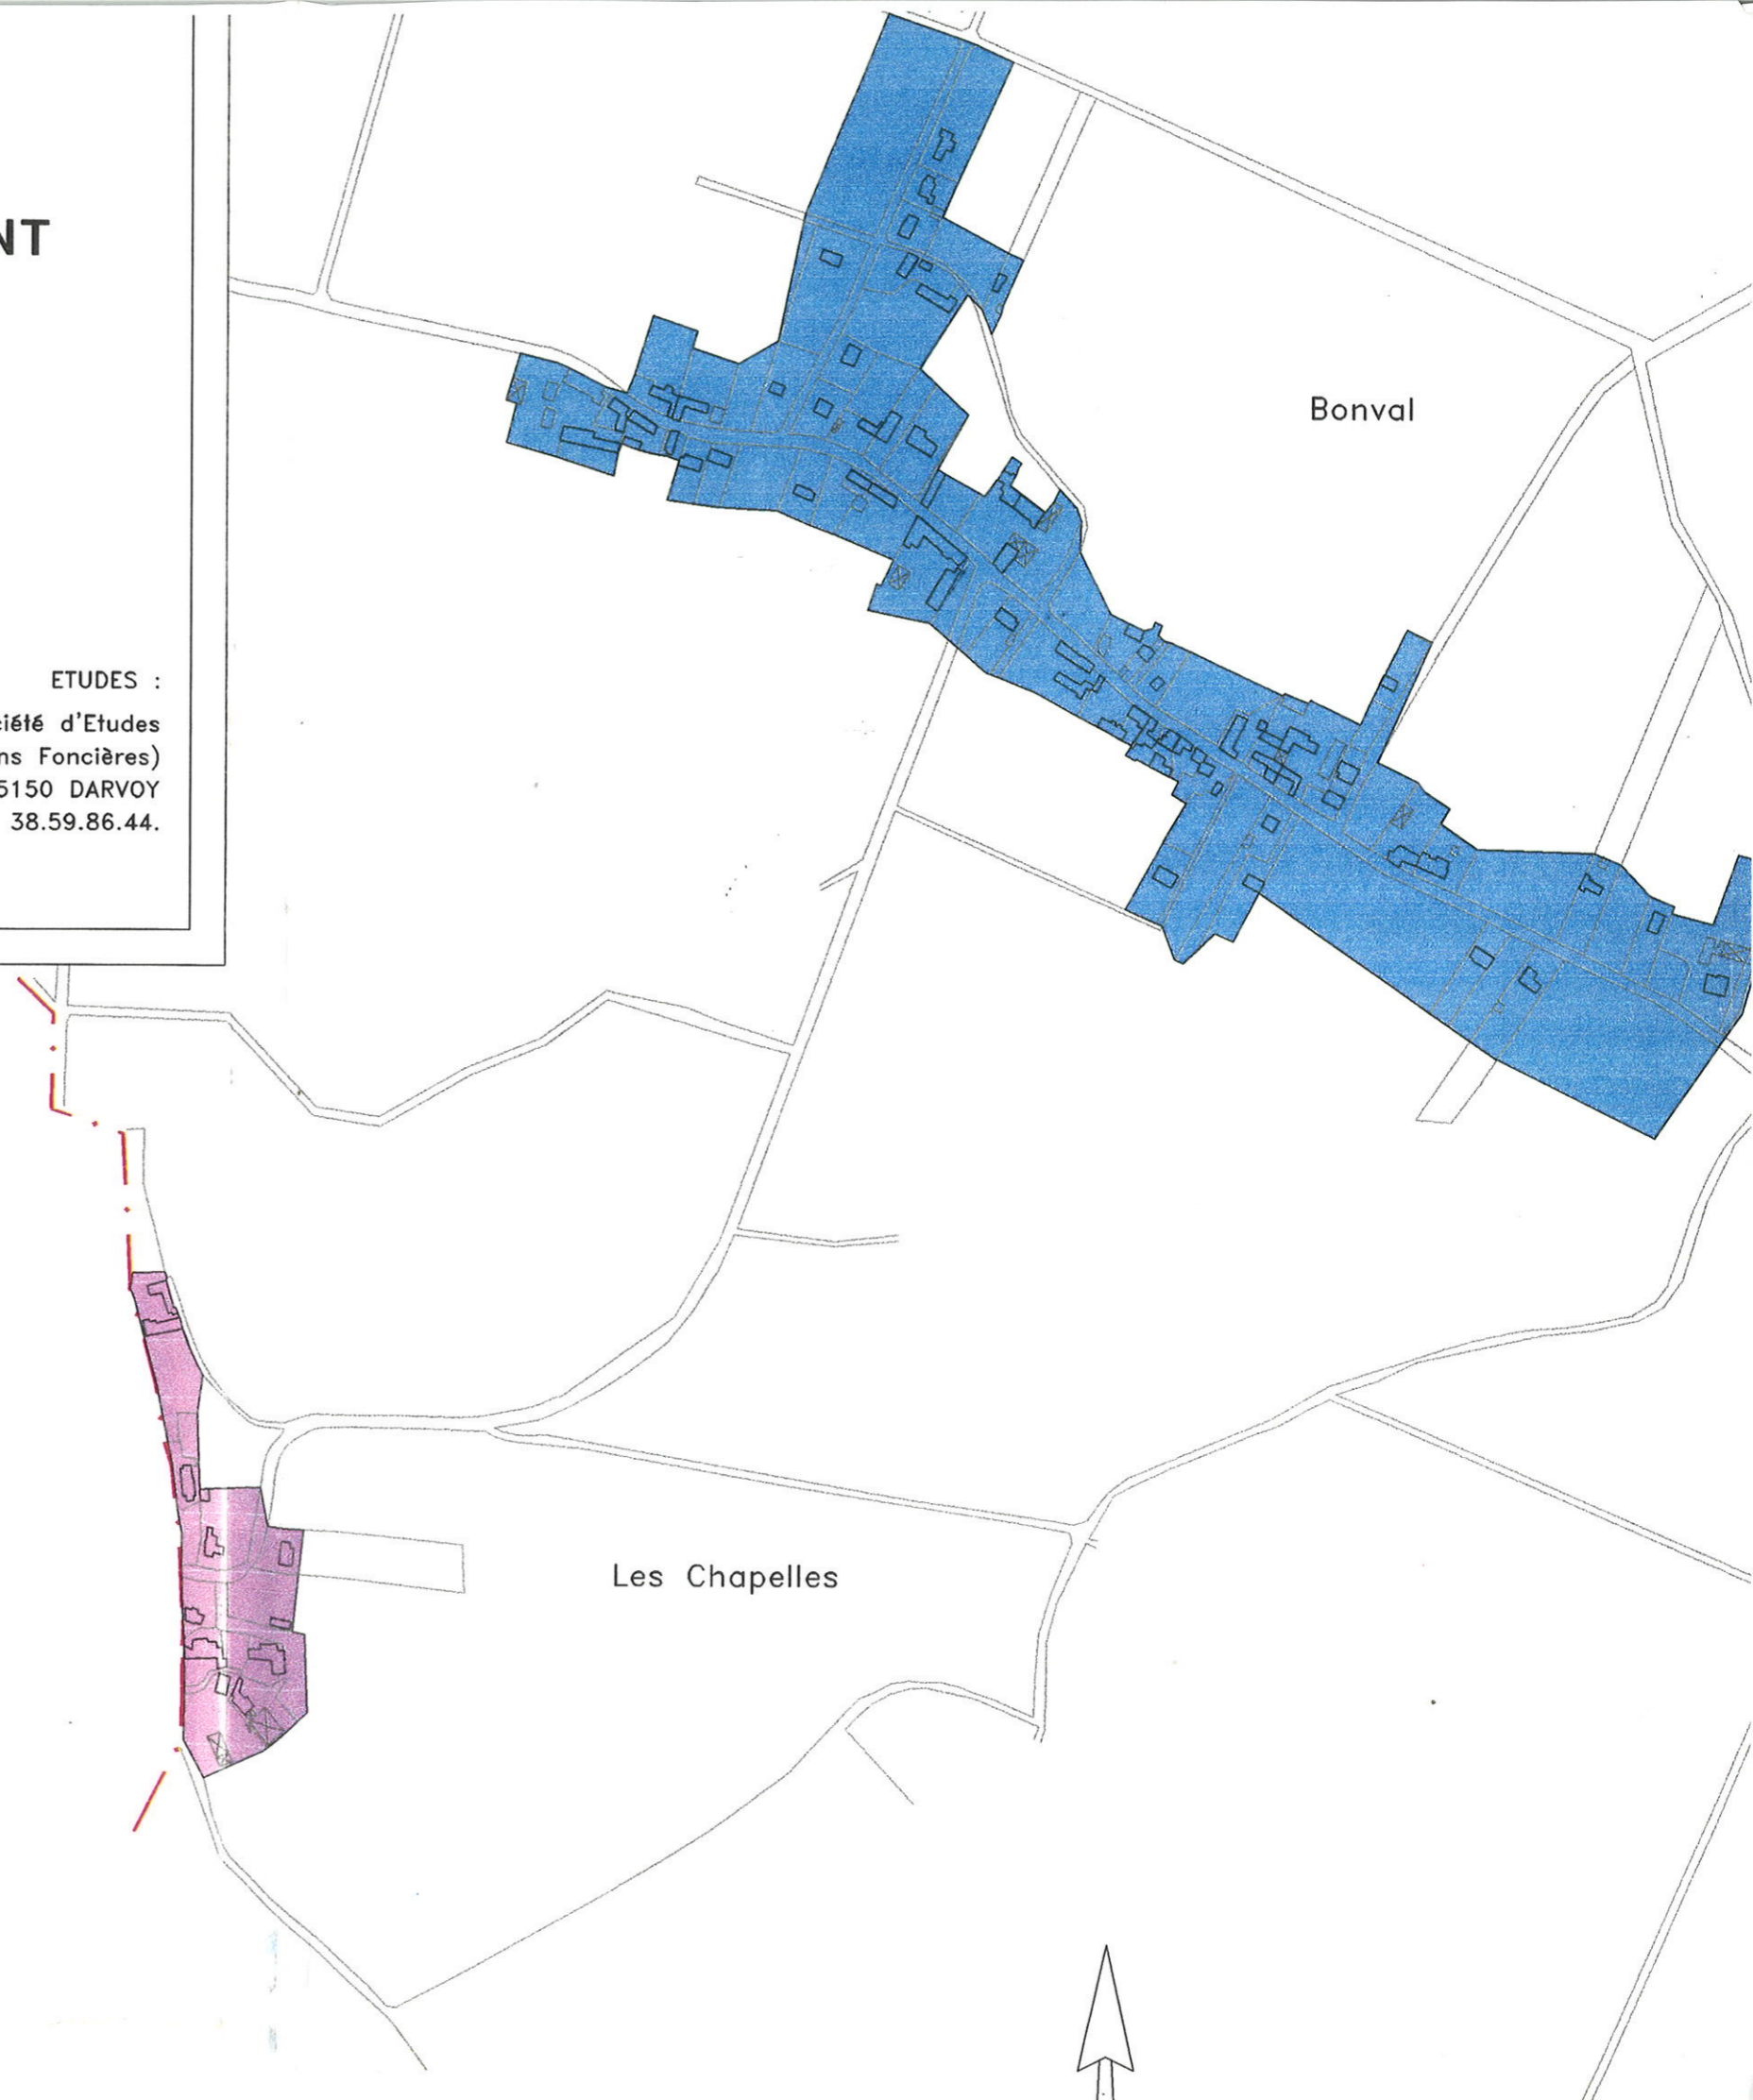 NT
ETUDES :
ciété d'Etudes
ns Foncières)
5150 DARVOY
38.59.86.44.
Bonval
Les Chapelles